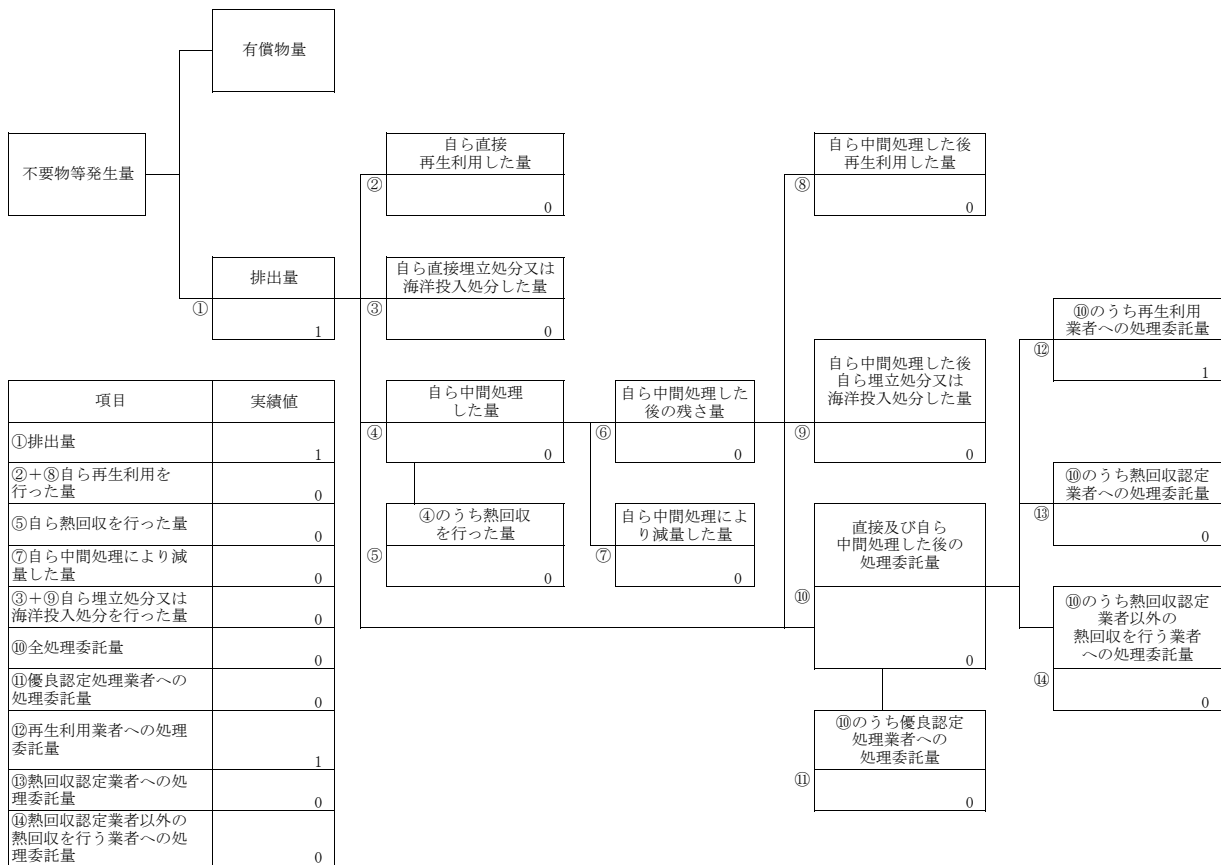 有償物量
不要物等発生量
自ら直接
再生利用した量
②
0
自ら中間処理した後
再生利用した量
⑧
0
排出量
①
1
自ら直接埋立処分又は
海洋投入処分した量
③
0
⑩のうち再生利用
業者への処理委託量
⑫
1
自ら中間処理
した量
④
0
自ら中間処理した
後の残さ量
⑥
0
自ら中間処理した後
自ら埋立処分又は
海洋投入処分した量
⑨
0
④のうち熱回収
を行った量
⑤
0
自ら中間処理によ
り減量した量
⑦
0
直接及び自ら
中間処理した後の
処理委託量
⑩
0
⑩のうち熱回収認定
業者への処理委託量
⑬
0
⑩のうち熱回収認定
業者以外の
熱回収を行う業者
への処理委託量
⑭
0
⑩のうち優良認定
処理業者への
処理委託量
⑪
0
項目 実績値
①排出量
1
②+⑧自ら再生利用を
行った量
0
⑤自ら熱回収を行った量
0
⑦自ら中間処理により減
量した量
0
③+⑨自ら埋立処分又は
海洋投入処分を行った量
0
⑩全処理委託量
0
⑪優良認定処理業者への
処理委託量
0
⑫再生利用業者への処理
委託量
1
⑬熱回収認定業者への処
理委託量
0
⑭熱回収認定業者以外の
熱回収を行う業者への処
理委託量
0